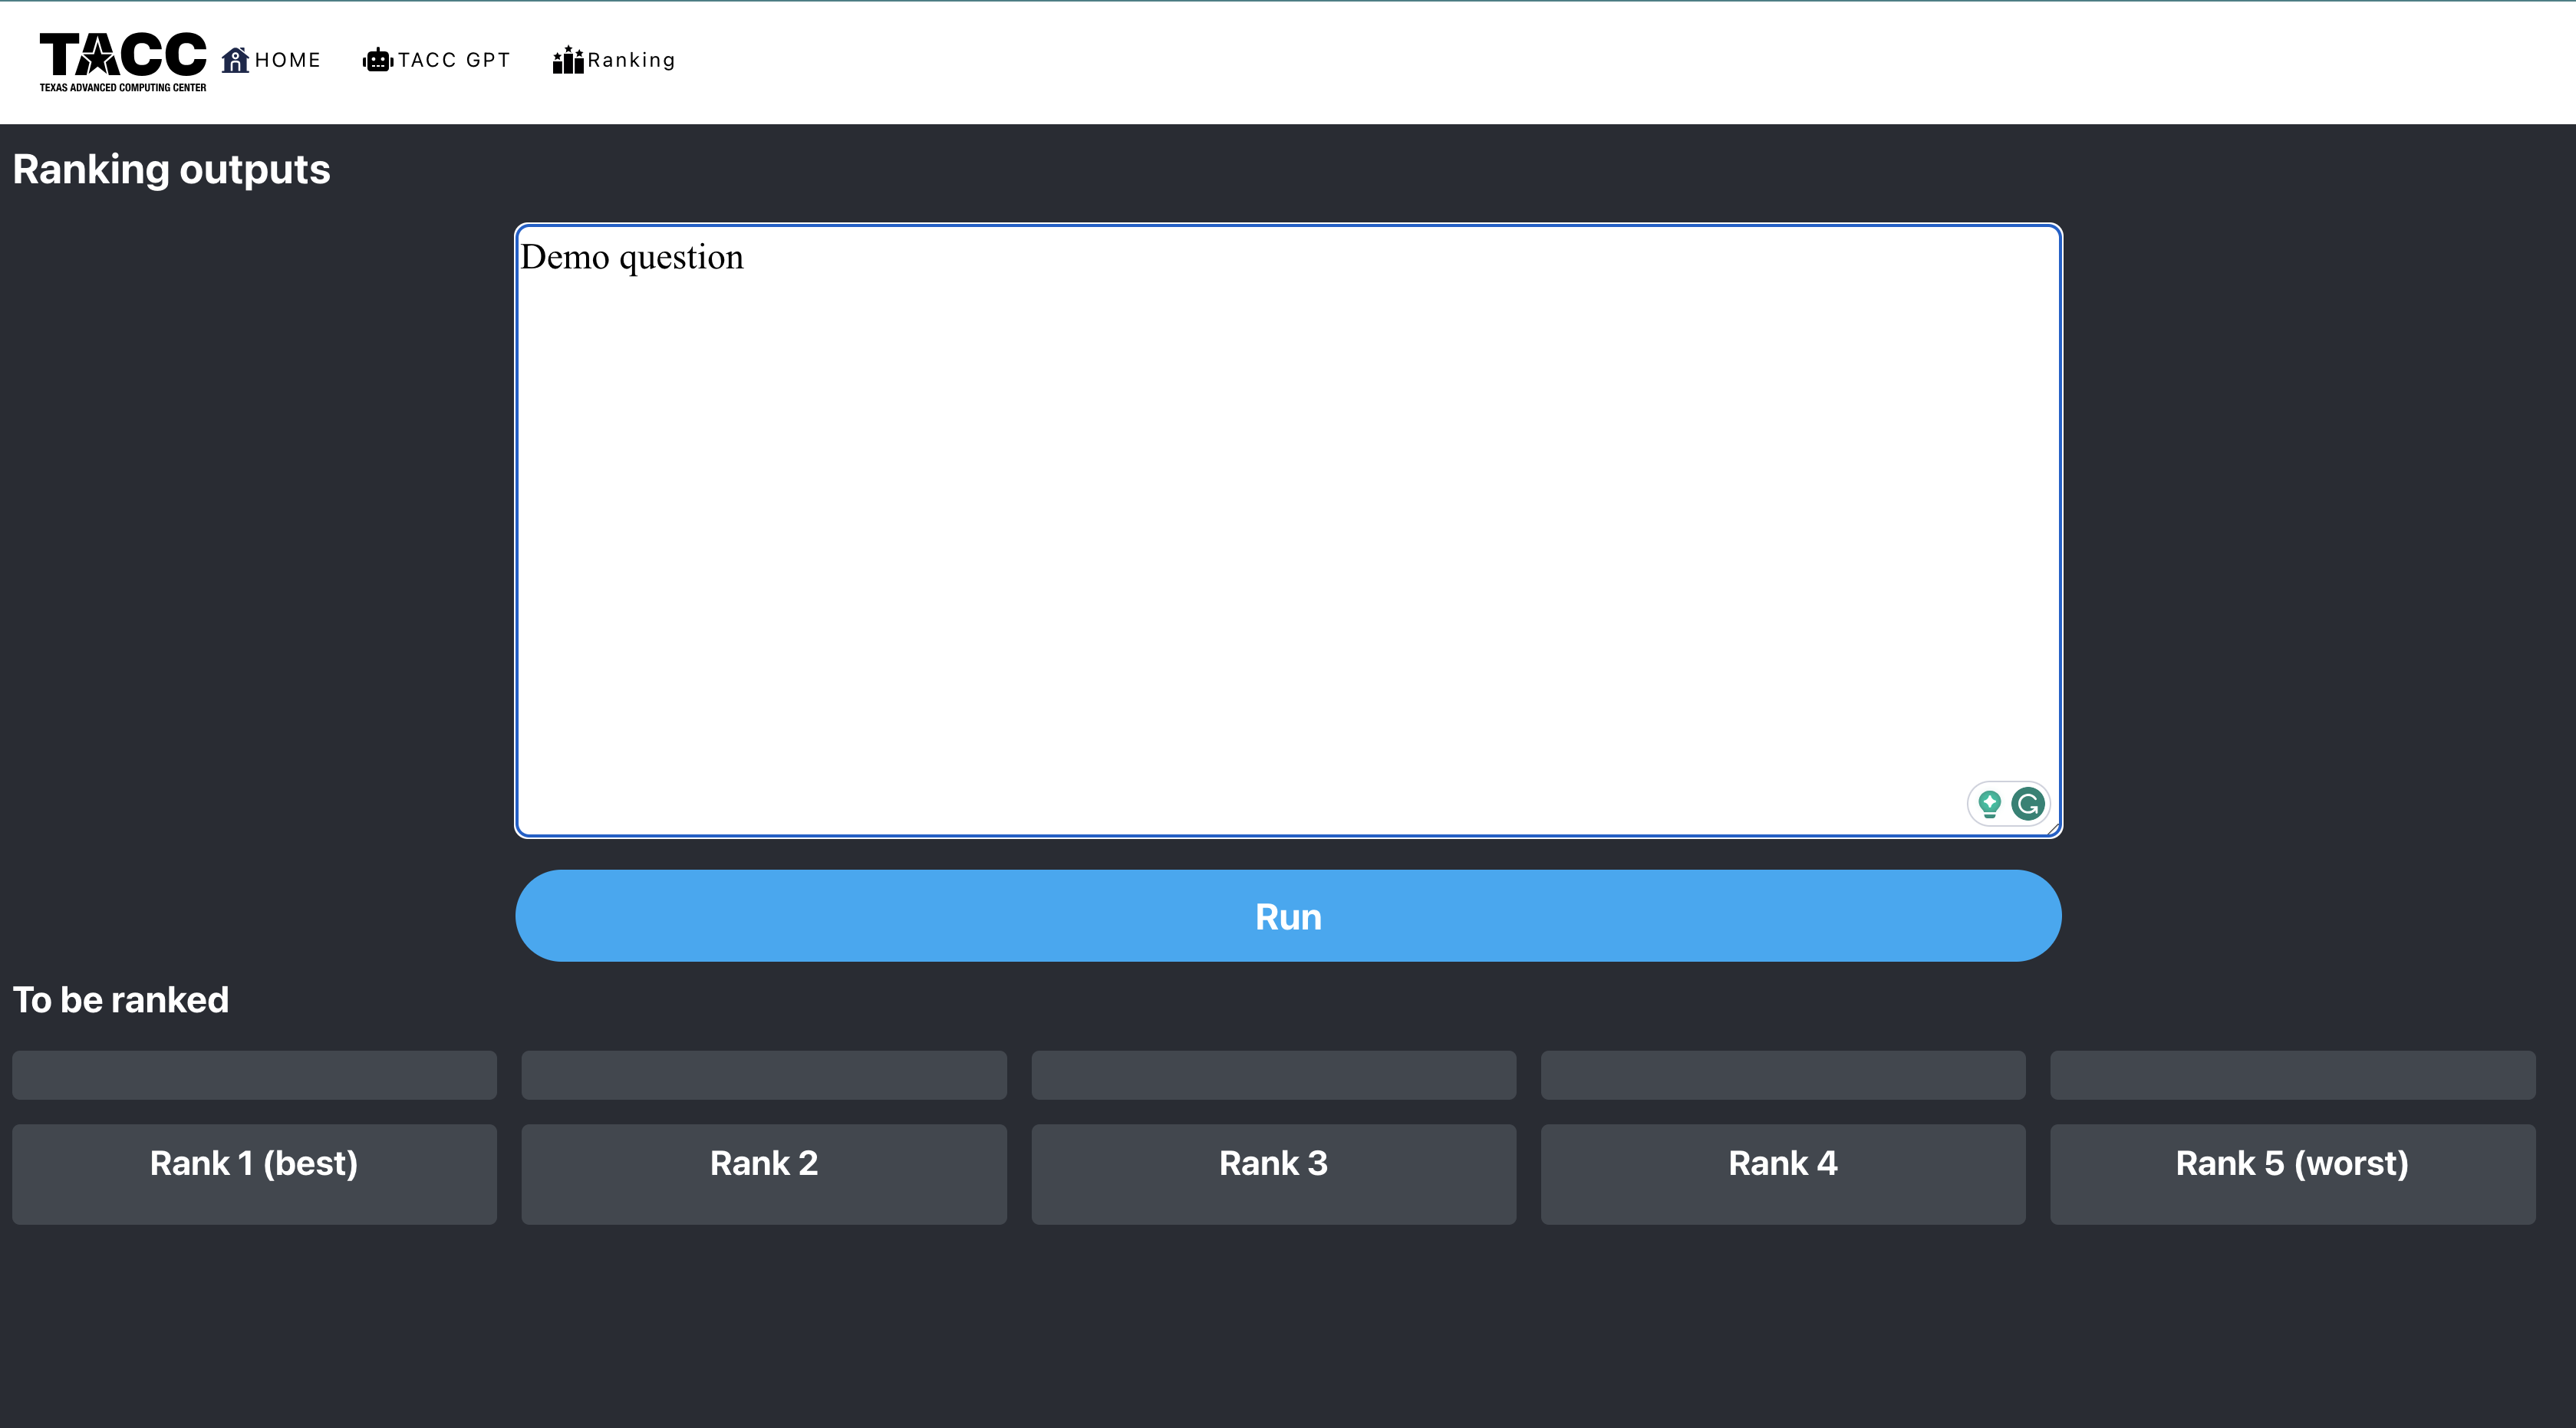 TACC
TEXAS ADVANCED COMPUTING CENTER
HOME
TACC GPT
Ranking
Ranking outputs
Demo question
Run
To be ranked
Rank 1 (best)
Rank 2
Rank 3
Rank 4
Rank 5 (worst)